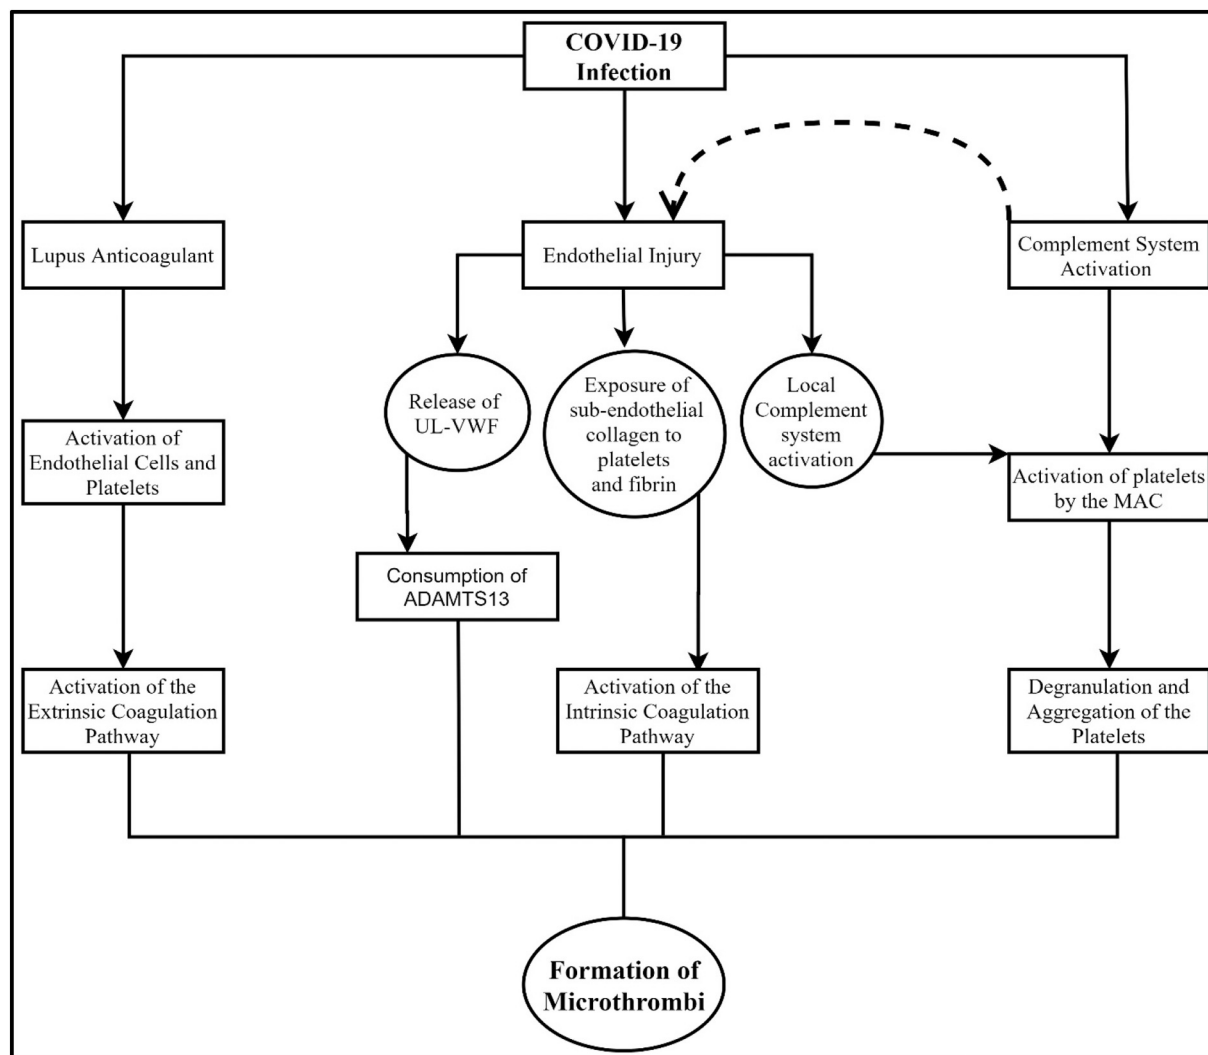 COVID-19
Infection
Lupus Anticoagulant
Endothelial Injury
Complement System
Activation
Release of
UL-VWF
Exposure of
sub-endothelial
collagen to
platelets
and fibrin
Local
Complement
system
activation
Activation of
Endothelial Cells and
Platelets
Activation of platelets
by the MAC
Consumption of
ADAMTS13
Activation of the
Extrinsic Coagulation
Pathway
Activation of the
Intrinsic Coagulation
Pathway
Degranulation and
Aggregation of the
Platelets
Formation of
Microthrombi